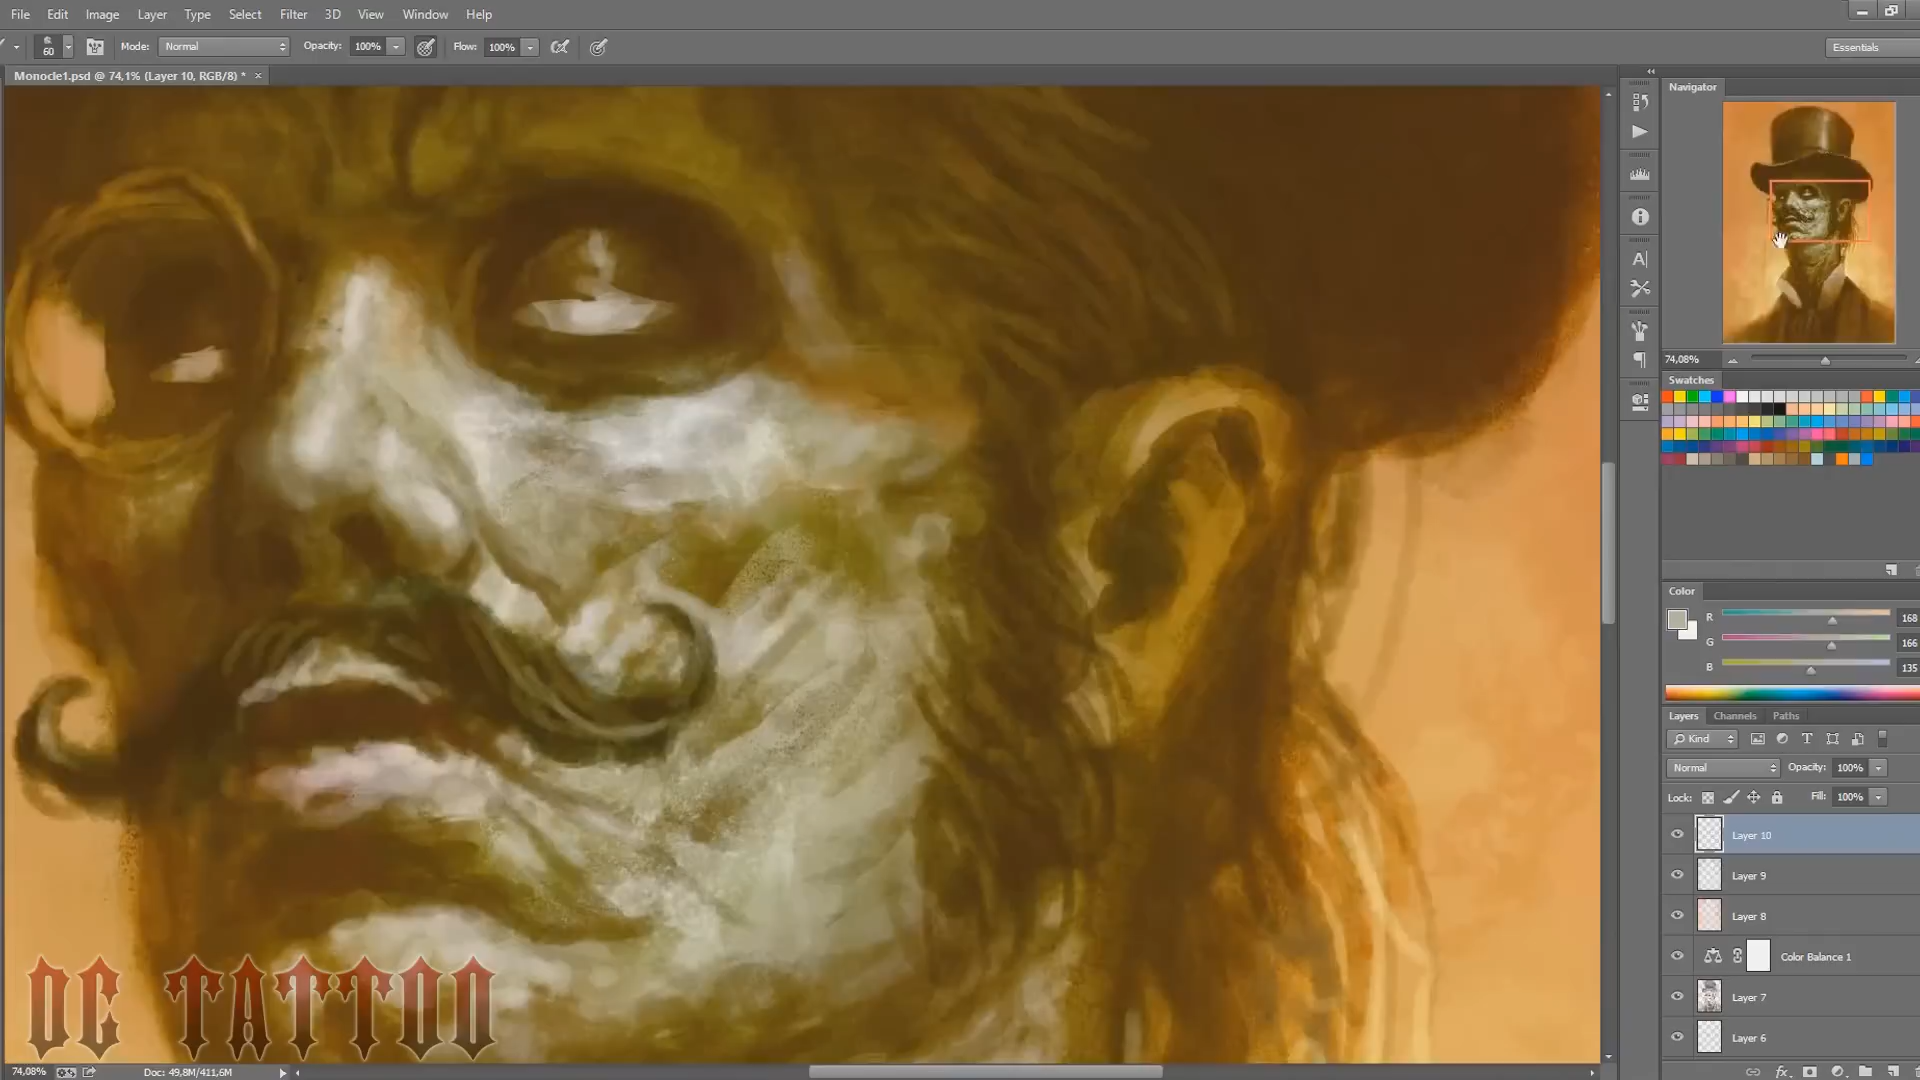 File Edit Image Layer Type Select Filter 3D View Window Help
60 Mode: Normal Opacity: 100% Flow: 100% Essentials
Monocle1.psd @ 74,1% (Layer 10, RGB/8) * ×
Navigator
74,08%
Swatches
Color
R 168
G 166
B 135
Layers Channels Paths
Kind
Normal Opacity: 100%
Lock: Fill: 100%
Layer 10
Layer 9
Layer 8
Color Balance 1
Layer 7
Layer 6
DC TATTOO
74,08% Doc: 49,8M/411,6M